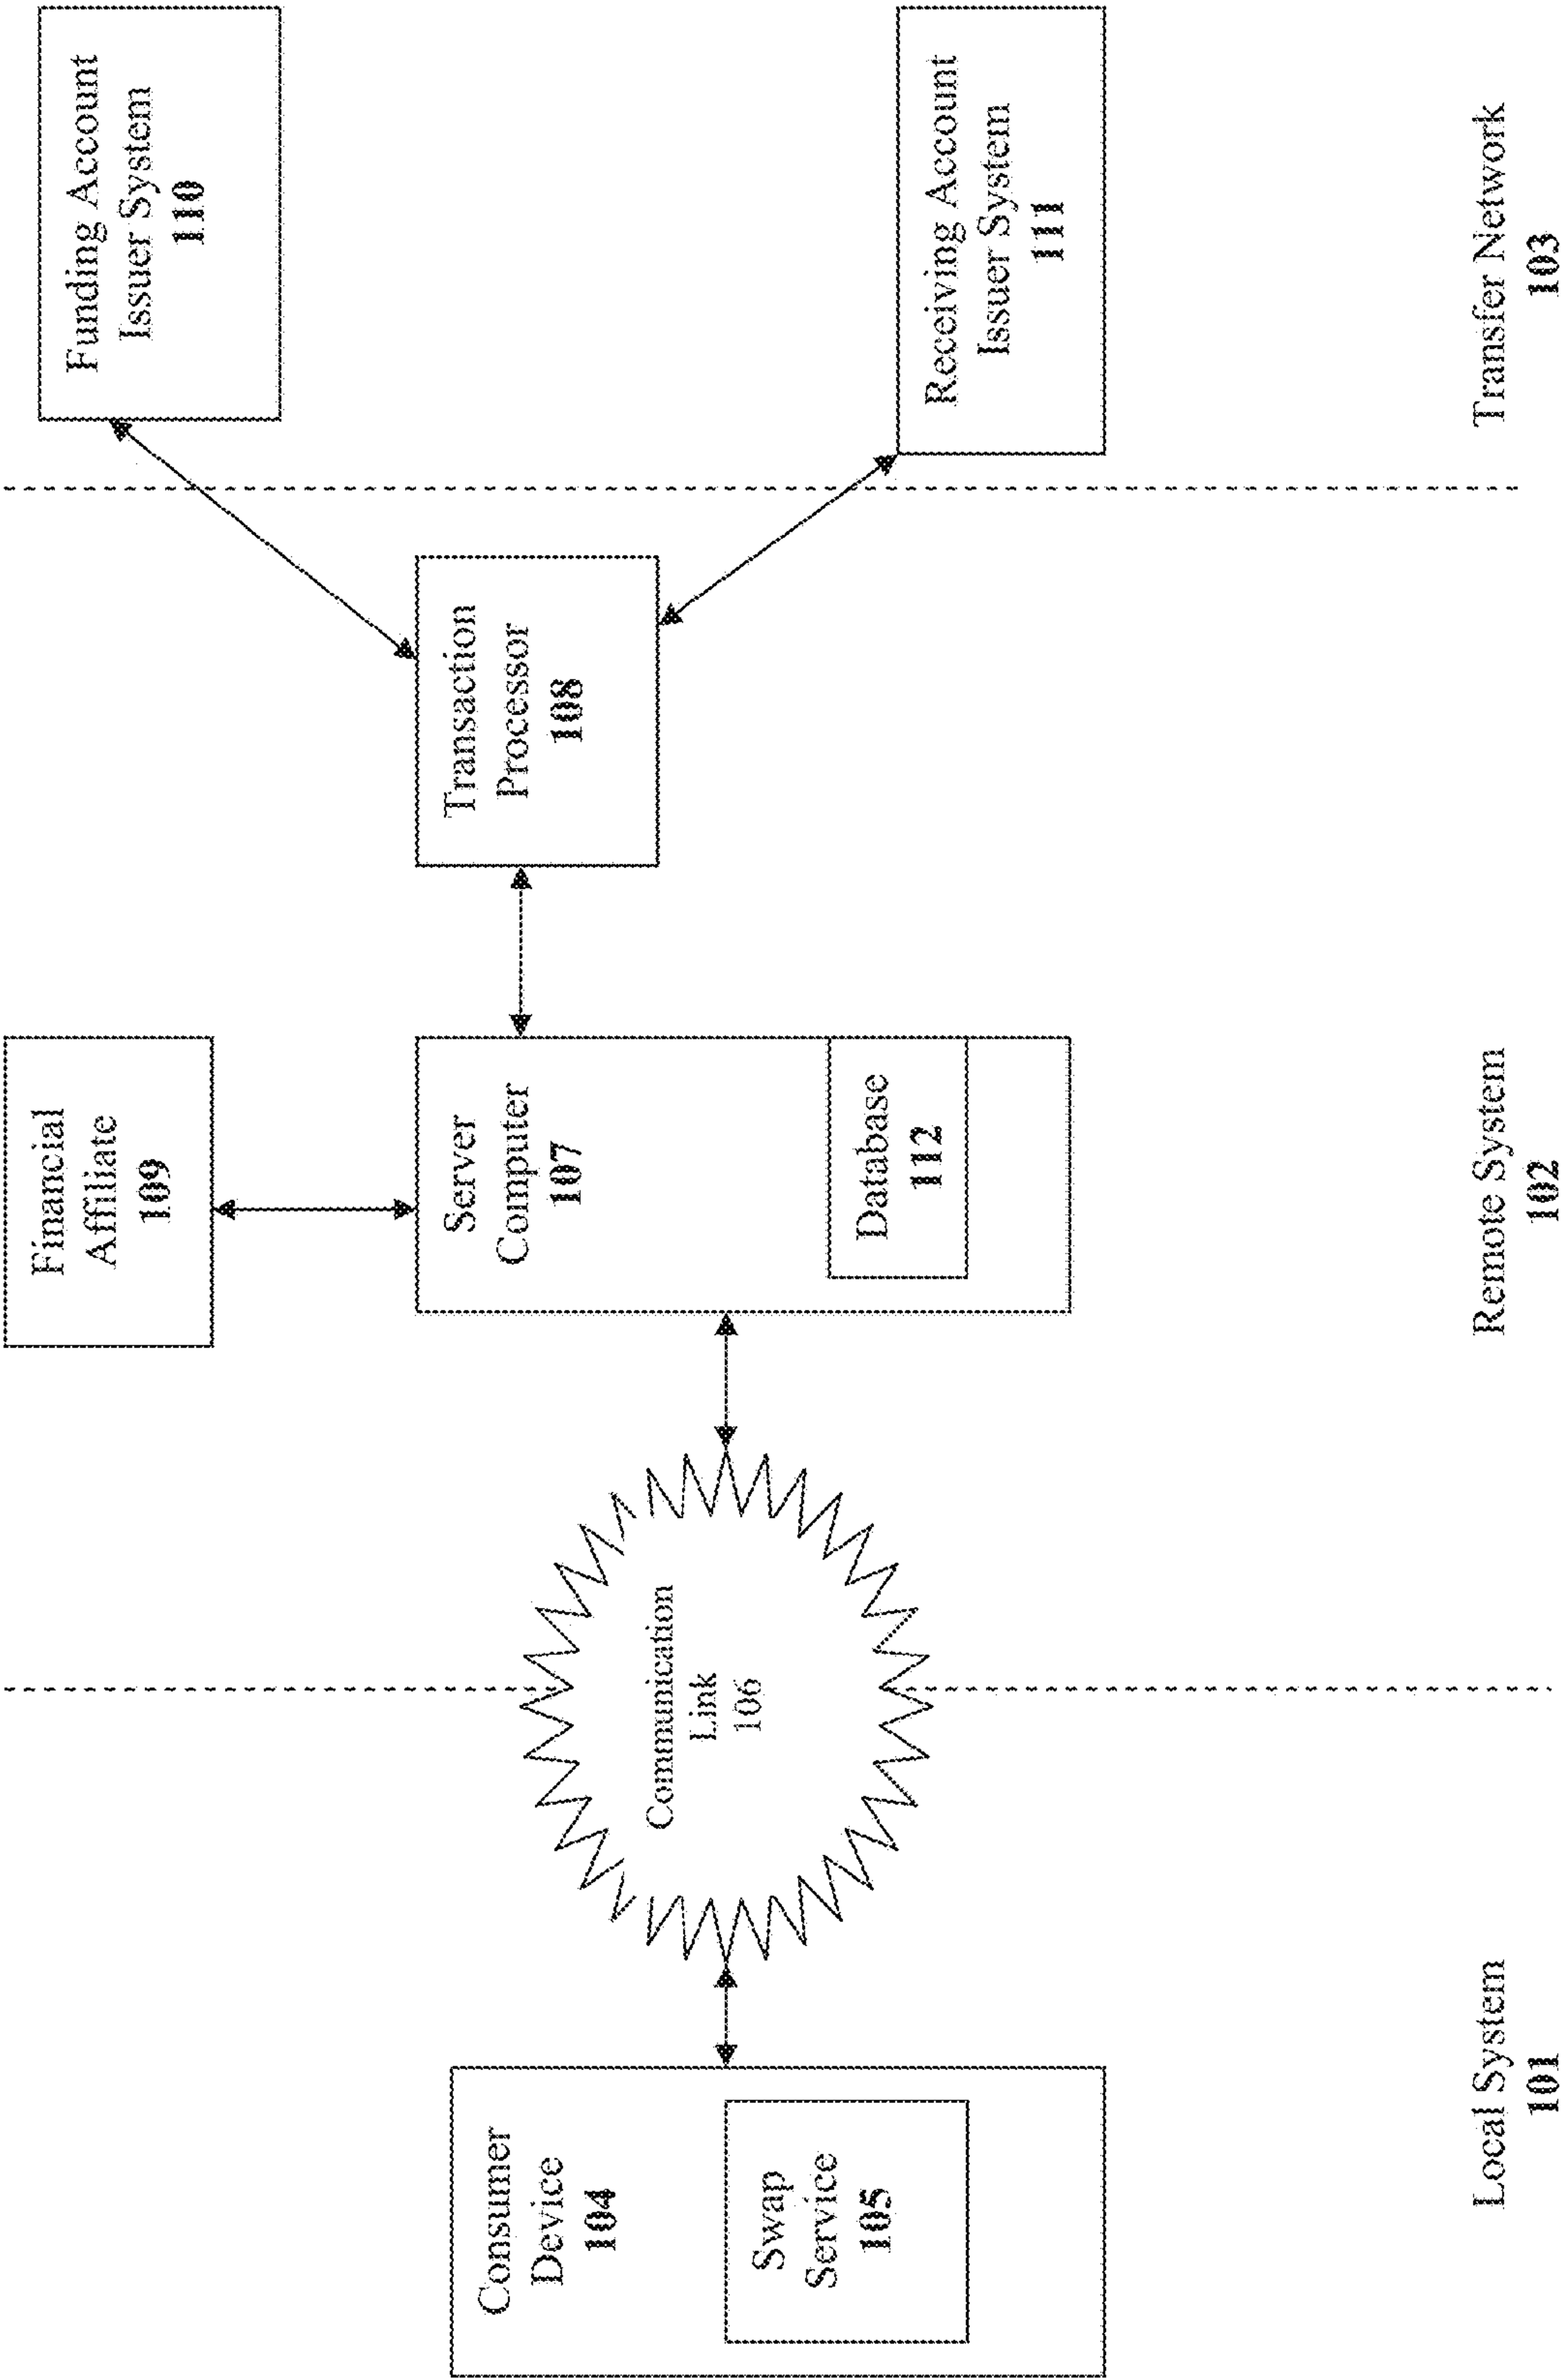 Consumer
Device
104
Swap
Service
105
Communication
Link
106
Financial
Affiliate
109
Server
Computer
107
Database
112
Transaction
Processor
108
Funding Account
Issuer System
110
Receiving Account
Issuer System
111
Local System
101
Remote System
102
Transfer Network
103